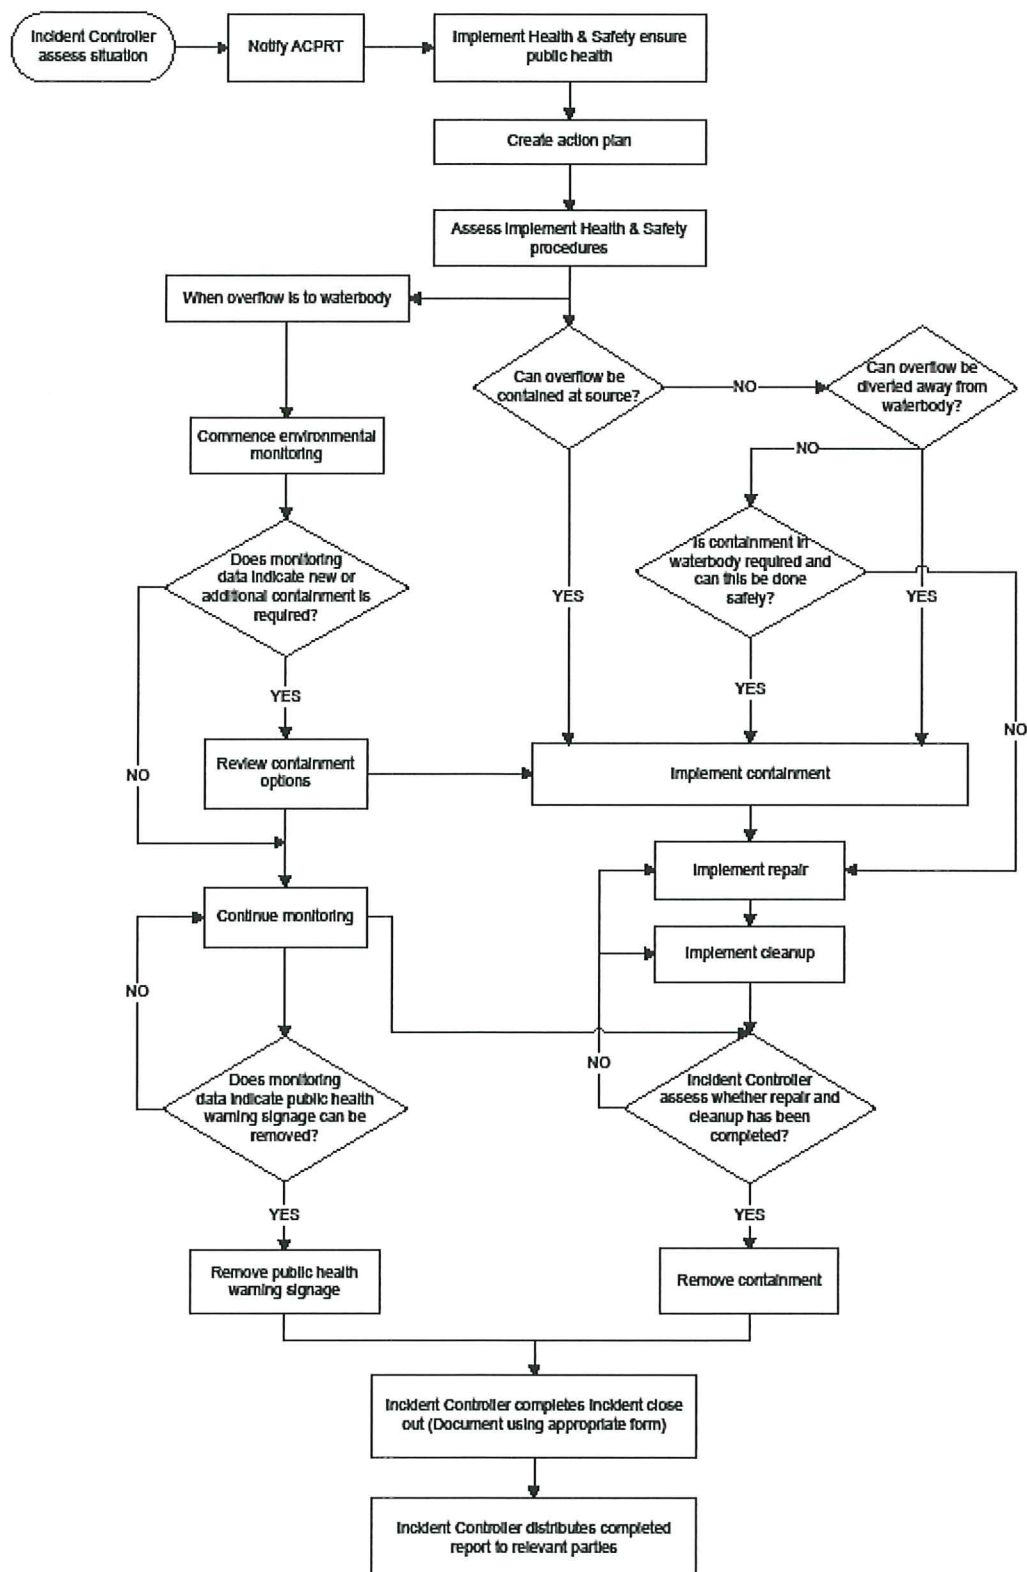 Incident Controller
assess situation
Notify ACPRT
Implement Health & Safety ensure
public health
Create action plan
Assess Implement Health & Safety
procedures
When overflow is to waterbody
Can overflow be
contained at source?
NO
Can overflow be
diverted away from
waterbody?
Commence environmental
monitoring
NO
Is containment in
waterbody required and
can this be done
safely?
Does monitoring
data indicate new or
additional containment is
required?
YES
YES
YES
YES
NO
Review containment
options
NO
Implement containment
Implement repair
Continue monitoring
Implement cleanup
NO
NO
Does monitoring
data indicate public health
warning signage can be
removed?
Incident Controller
assess whether repair and
cleanup has been
completed?
YES
YES
Remove public health
warning signage
Remove containment
Incident Controller completes Incident close
out (Document using appropriate form)
Incident Controller distributes completed
report to relevant parties